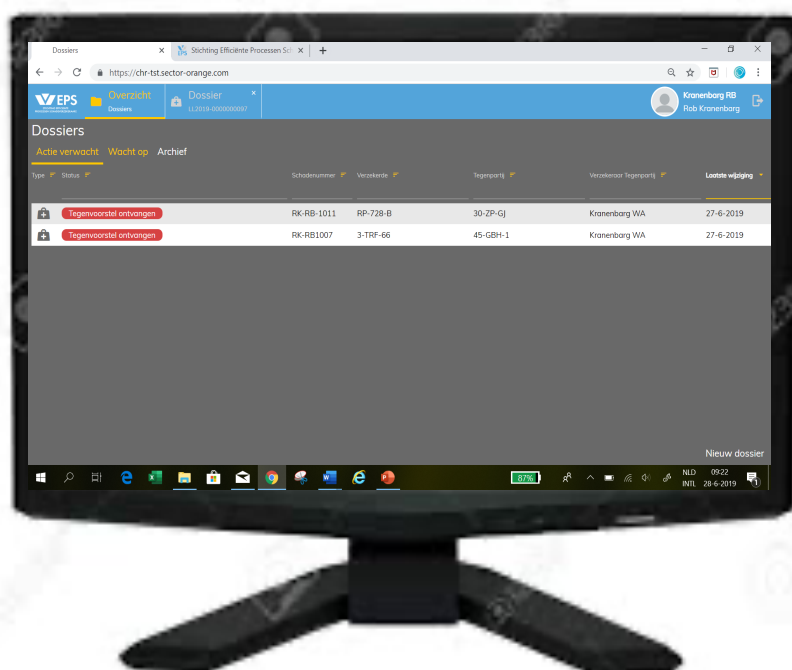 Dossiers × Stichting Efficiënte Processen Sch × +
https://chr-tst.sector-orange.com
EPS Overzicht Dossier × Kranenbarg RB
Dossiers LL2019-0000000097 Rob Kranenbarg
Dossiers
Actie verwacht Wacht op Archief
Type Status Schadenummer Verzekerde Tegenpartij Verzekeraar Tegenpartij Laatste wijziging
Tegenvoorstel ontvangen RK-RB-1011 RP-728-B 30-ZP-GJ Kranenbarg WA 27-6-2019
Tegenvoorstel ontvangen RK-RB1007 3-TRF-66 45-GBH-1 Kranenbarg WA 27-6-2019
Nieuw dossier
87% NLD 09:22
INTL 28-6-2019 1